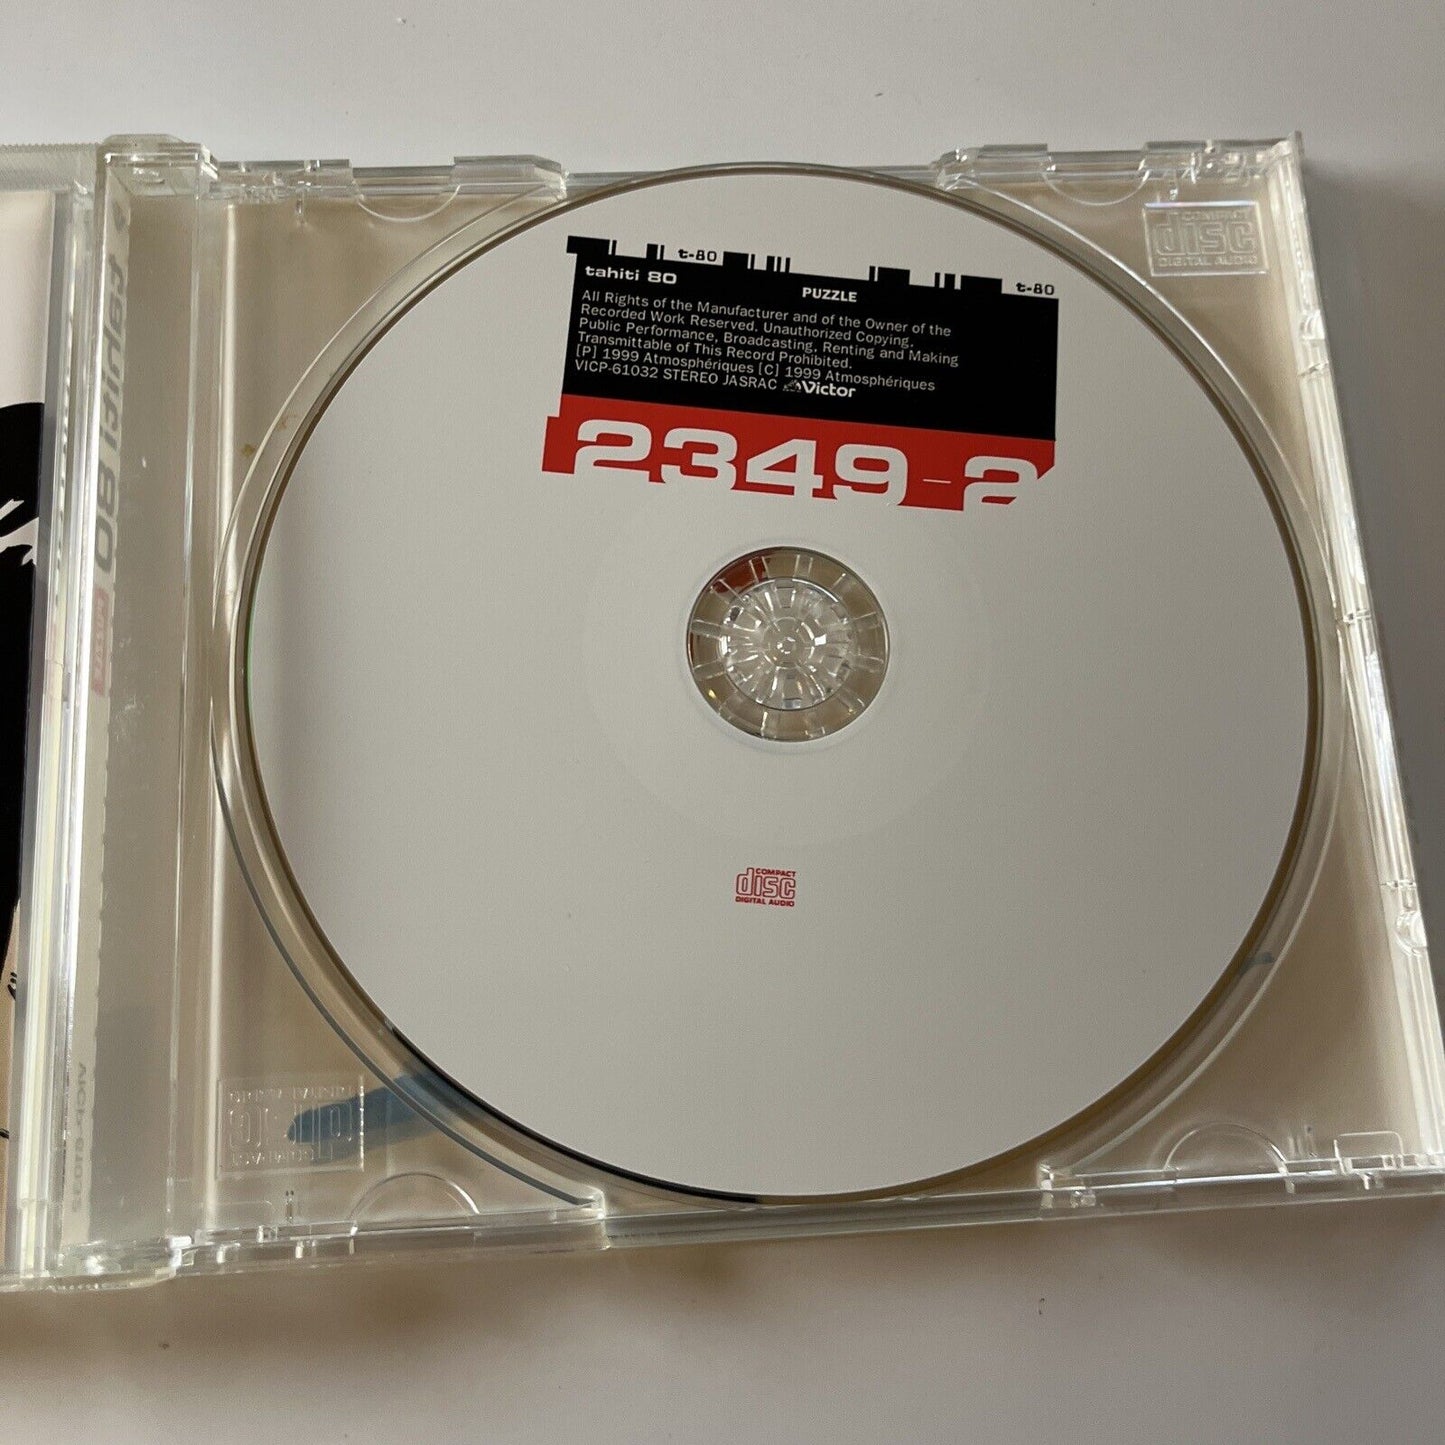 t-80
t-80
tahiti 80
PUZZLE
All Rights of the Manufacturer and of the Owner of the
Recorded Work Reserved. Unauthorized Copying,
Public Performance, Broadcasting, Renting and Making
Transmittable of This Record Prohibited.
[P] 1999 Atmosphériques [C] 1999 Atmosphériques
VICP-61032 STEREO JASRAC Victor
2349-2
COMPACT
disc
DIGITAL AUDIO
COMPACT
disc
DIGITAL AUDIO
tahiti 80